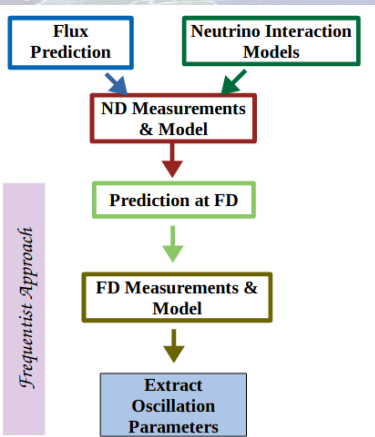 Flux
Prediction
Neutrino Interaction
Models
ND Measurements
& Model
Prediction at FD
Frequentist Approach
FD Measurements &
Model
Extract
Oscillation
Parameters